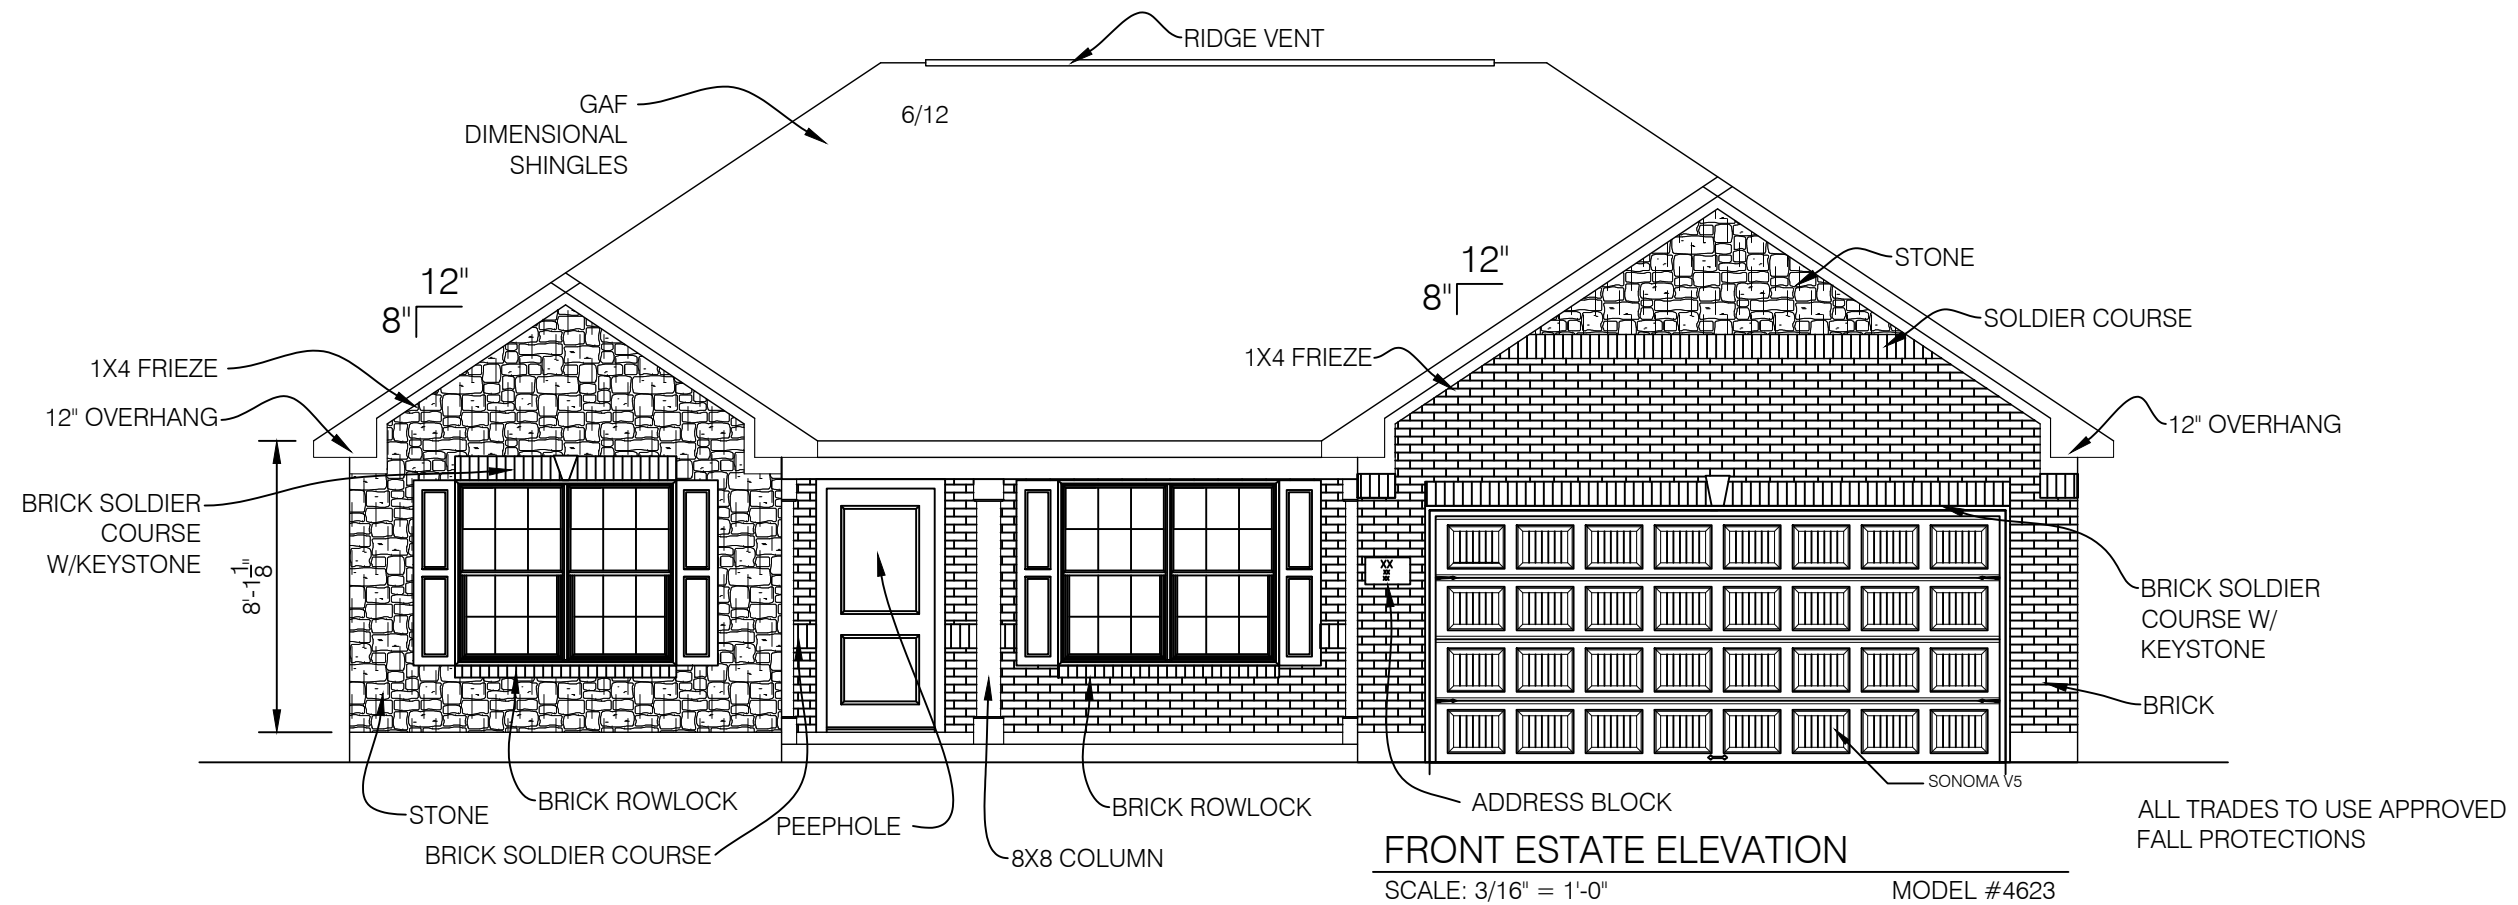 RIDGE VENT
GAF
DIMENSIONAL
SHINGLES
6/12
12"
8"
12"
8"
STONE
SOLDIER COURSE
1X4 FRIEZE
1X4 FRIEZE
12" OVERHANG
12" OVERHANG
BRICK SOLDIER
COURSE
W/KEYSTONE
8'-1 1/8"
XX
BRICK SOLDIER
COURSE W/
KEYSTONE
BRICK
SONOMA V5
STONE
BRICK ROWLOCK
PEEPHOLE
BRICK SOLDIER COURSE
8X8 COLUMN
BRICK ROWLOCK
ADDRESS BLOCK
ALL TRADES TO USE APPROVED
FALL PROTECTIONS
FRONT ESTATE ELEVATION
SCALE: 3/16" = 1'-0"
MODEL #4623